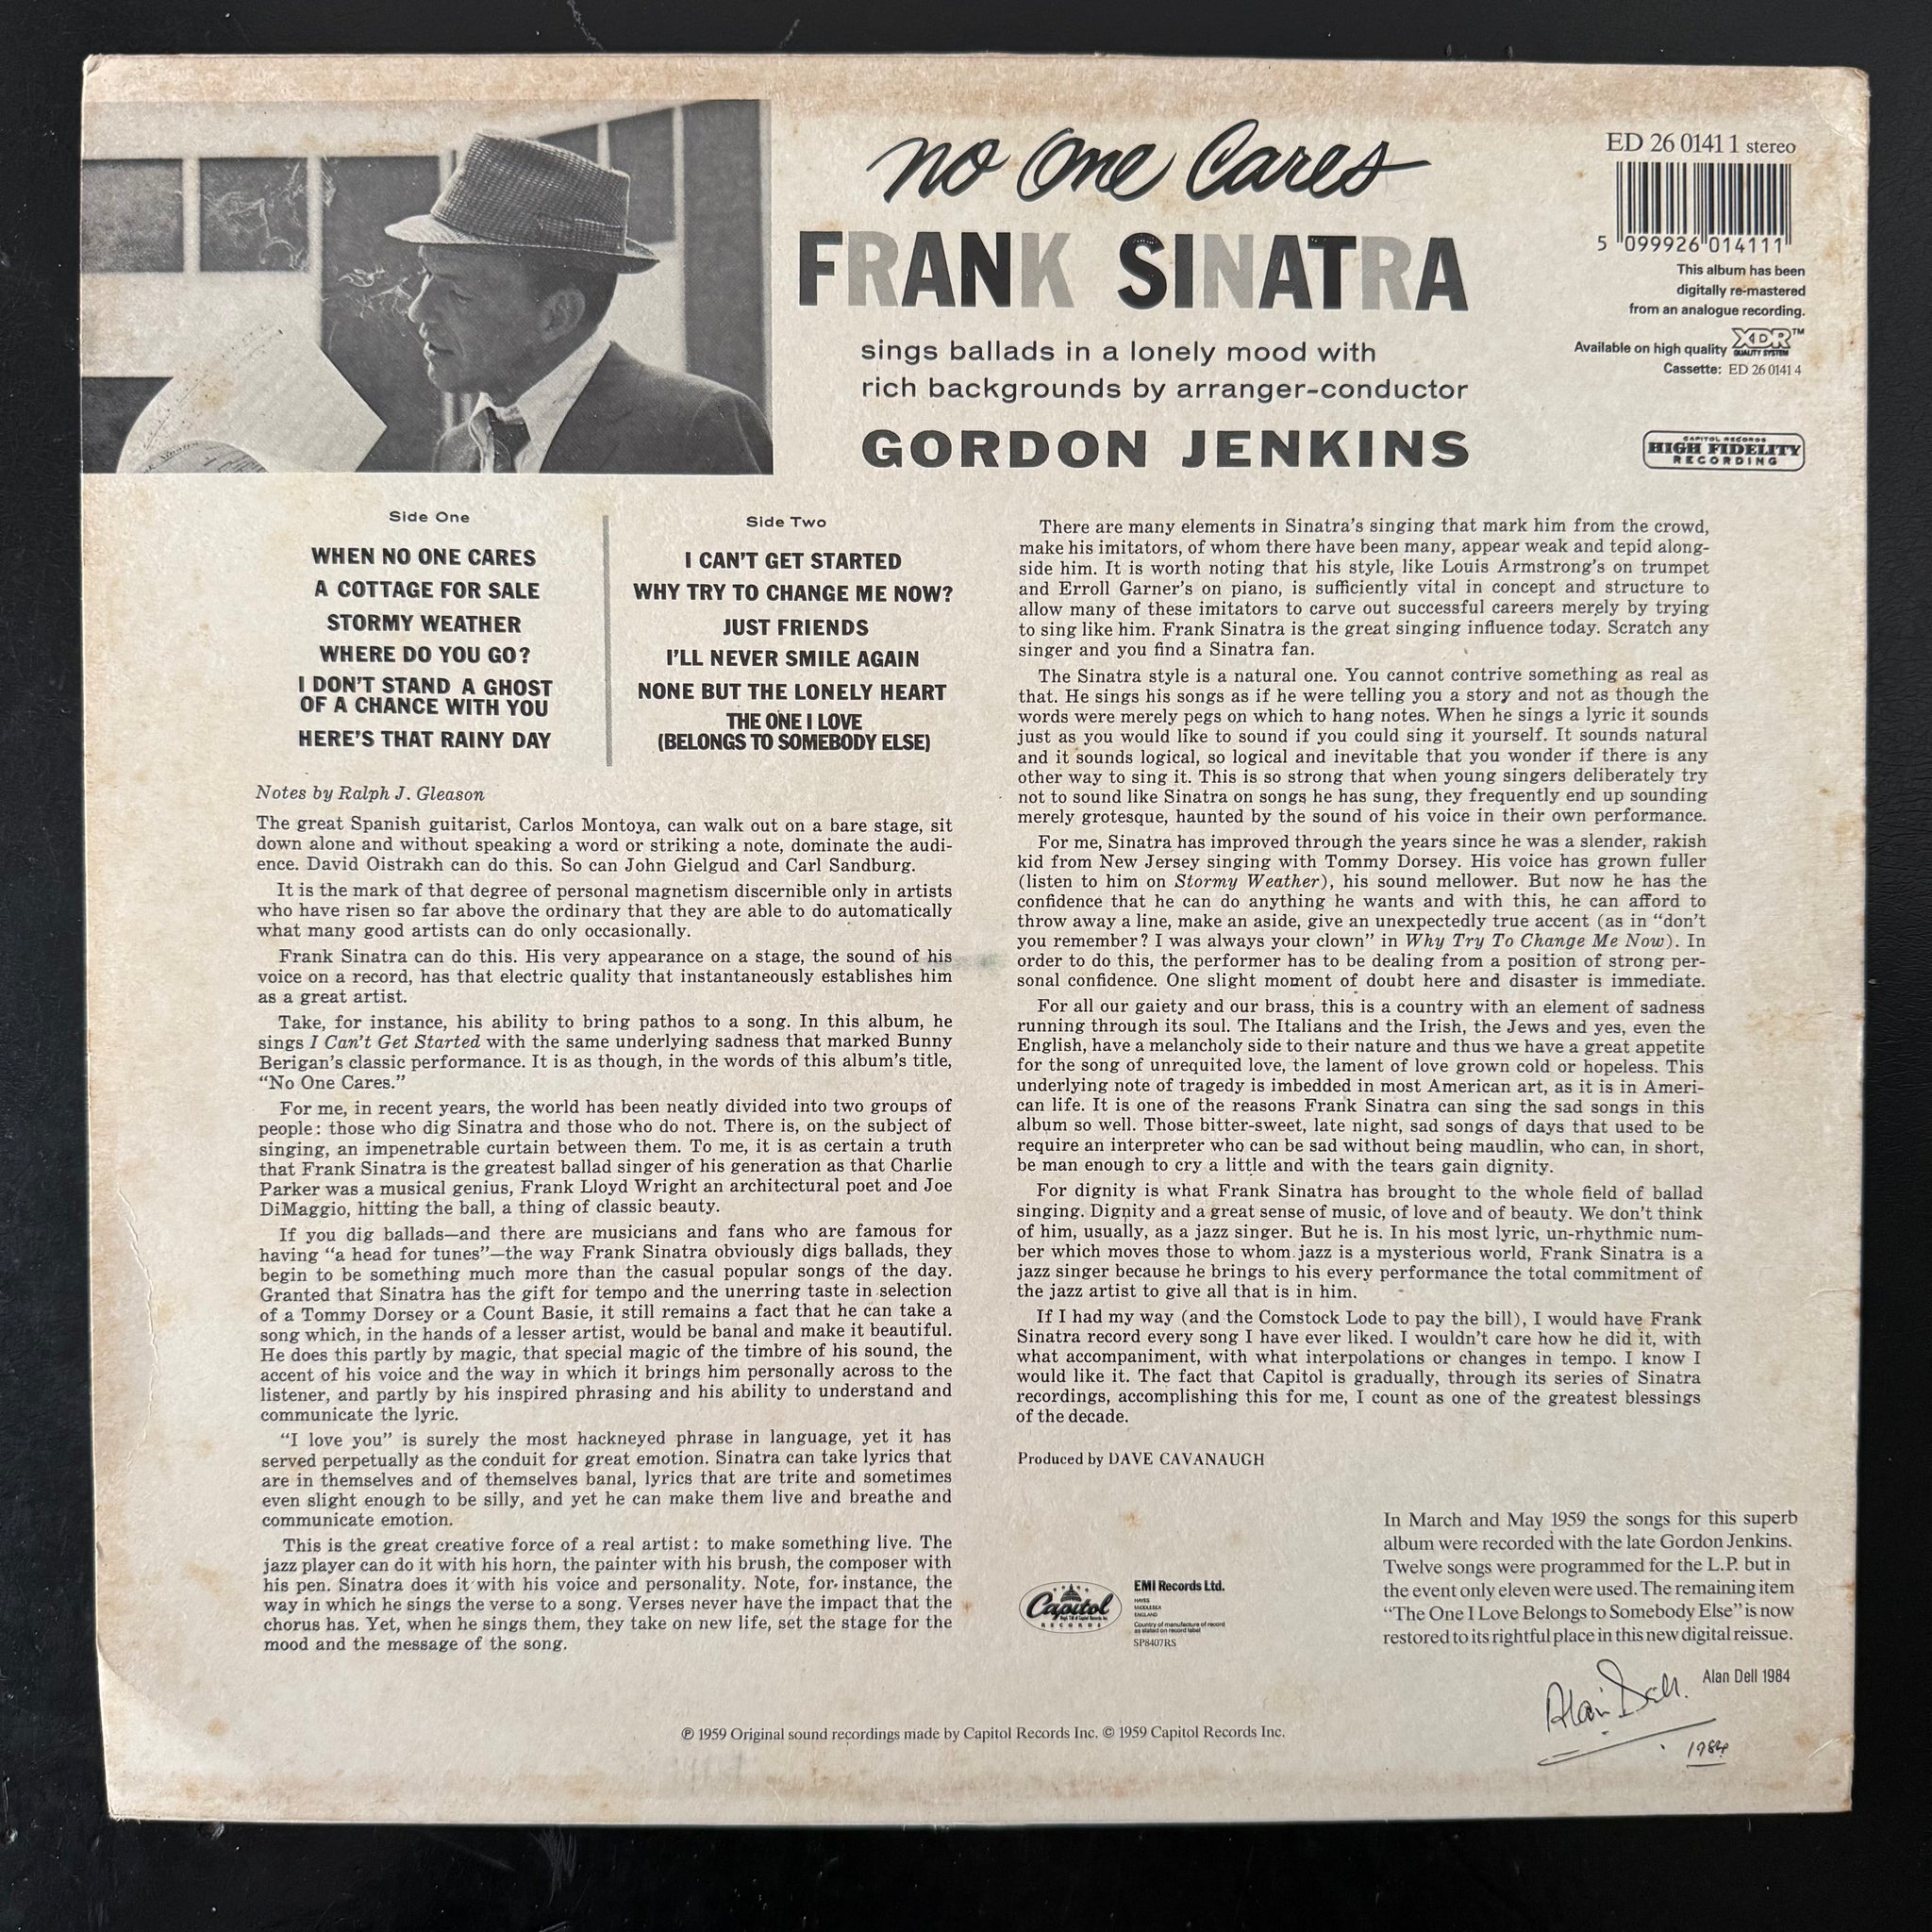 no One Cares
FRANK SINATRA
sings ballads in a lonely mood with
rich backgrounds by arranger-conductor
GORDON JENKINS
ED 26 0141 1 stereo
5 099926 014111
This album has been
digitally re-mastered
from an analogue recording.
Available on high quality XDR™
QUALITY SYSTEM
Cassette: ED 26 0141 4
CAPITOL RECORDS
HIGH FIDELITY
RECORDING
Side One
WHEN NO ONE CARES
A COTTAGE FOR SALE
STORMY WEATHER
WHERE DO YOU GO?
I DON'T STAND A GHOST
OF A CHANCE WITH YOU
HERE'S THAT RAINY DAY
Side Two
I CAN'T GET STARTED
WHY TRY TO CHANGE ME NOW?
JUST FRIENDS
I'LL NEVER SMILE AGAIN
NONE BUT THE LONELY HEART
THE ONE I LOVE
(BELONGS TO SOMEBODY ELSE)
Notes by Ralph J. Gleason
The great Spanish guitarist, Carlos Montoya, can walk out on a bare stage, sit
down alone and without speaking a word or striking a note, dominate the audi-
ence. David Oistrakh can do this. So can John Gielgud and Carl Sandburg.
It is the mark of that degree of personal magnetism discernible only in artists
who have risen so far above the ordinary that they are able to do automatically
what many good artists can do only occasionally.
Frank Sinatra can do this. His very appearance on a stage, the sound of his
voice on a record, has that electric quality that instantaneously establishes him
as a great artist.
Take, for instance, his ability to bring pathos to a song. In this album, he
sings I Can't Get Started with the same underlying sadness that marked Bunny
Berigan's classic performance. It is as though, in the words of this album's title,
“No One Cares.”
For me, in recent years, the world has been neatly divided into two groups of
people: those who dig Sinatra and those who do not. There is, on the subject of
singing, an impenetrable curtain between them. To me, it is as certain a truth
that Frank Sinatra is the greatest ballad singer of his generation as that Charlie
Parker was a musical genius, Frank Lloyd Wright an architectural poet and Joe
DiMaggio, hitting the ball, a thing of classic beauty.
If you dig ballads—and there are musicians and fans who are famous for
having “a head for tunes”—the way Frank Sinatra obviously digs ballads, they
begin to be something much more than the casual popular songs of the day.
Granted that Sinatra has the gift for tempo and the unerring taste in selection
of a Tommy Dorsey or a Count Basie, it still remains a fact that he can take a
song which, in the hands of a lesser artist, would be banal and make it beautiful.
He does this partly by magic, that special magic of the timbre of his sound, the
accent of his voice and the way in which it brings him personally across to the
listener, and partly by his inspired phrasing and his ability to understand and
communicate the lyric.
“I love you” is surely the most hackneyed phrase in language, yet it has
served perpetually as the conduit for great emotion. Sinatra can take lyrics that
are in themselves and of themselves banal, lyrics that are trite and sometimes
even slight enough to be silly, and yet he can make them live and breathe and
communicate emotion.
This is the great creative force of a real artist: to make something live. The
jazz player can do it with his horn, the painter with his brush, the composer with
his pen. Sinatra does it with his voice and personality. Note, for instance, the
way in which he sings the verse to a song. Verses never have the impact that the
chorus has. Yet, when he sings them, they take on new life, set the stage for the
mood and the message of the song.
There are many elements in Sinatra's singing that mark him from the crowd,
make his imitators, of whom there have been many, appear weak and tepid along-
side him. It is worth noting that his style, like Louis Armstrong's on trumpet
and Erroll Garner's on piano, is sufficiently vital in concept and structure to
allow many of these imitators to carve out successful careers merely by trying
to sing like him. Frank Sinatra is the great singing influence today. Scratch any
singer and you find a Sinatra fan.
The Sinatra style is a natural one. You cannot contrive something as real as
that. He sings his songs as if he were telling you a story and not as though the
words were merely pegs on which to hang notes. When he sings a lyric it sounds
just as you would like to sound if you could sing it yourself. It sounds natural
and it sounds logical, so logical and inevitable that you wonder if there is any
other way to sing it. This is so strong that when young singers deliberately try
not to sound like Sinatra on songs he has sung, they frequently end up sounding
merely grotesque, haunted by the sound of his voice in their own performance.
For me, Sinatra has improved through the years since he was a slender, rakish
kid from New Jersey singing with Tommy Dorsey. His voice has grown fuller
(listen to him on Stormy Weather), his sound mellower. But now he has the
confidence that he can do anything he wants and with this, he can afford to
throw away a line, make an aside, give an unexpectedly true accent (as in “don't
you remember? I was always your clown” in Why Try To Change Me Now). In
order to do this, the performer has to be dealing from a position of strong per-
sonal confidence. One slight moment of doubt here and disaster is immediate.
For all our gaiety and our brass, this is a country with an element of sadness
running through its soul. The Italians and the Irish, the Jews and yes, even the
English, have a melancholy side to their nature and thus we have a great appetite
for the song of unrequited love, the lament of love grown cold or hopeless. This
underlying note of tragedy is imbedded in most American art, as it is in Ameri-
can life. It is one of the reasons Frank Sinatra can sing the sad songs in this
album so well. Those bitter-sweet, late night, sad songs of days that used to be
require an interpreter who can be sad without being maudlin, who can, in short,
be man enough to cry a little and with the tears gain dignity.
For dignity is what Frank Sinatra has brought to the whole field of ballad
singing. Dignity and a great sense of music, of love and of beauty. We don't think
of him, usually, as a jazz singer. But he is. In his most lyric, un-rhythmic num-
ber which moves those to whom jazz is a mysterious world, Frank Sinatra is a
jazz singer because he brings to his every performance the total commitment of
the jazz artist to give all that is in him.
If I had my way (and the Comstock Lode to pay the bill), I would have Frank
Sinatra record every song I have ever liked. I wouldn't care how he did it, with
what accompaniment, with what interpolations or changes in tempo. I know I
would like it. The fact that Capitol is gradually, through its series of Sinatra
recordings, accomplishing this for me, I count as one of the greatest blessings
of the decade.
Produced by DAVE CAVANAUGH
Capitol
RECORDS
EMI Records Ltd.
HAYES
MIDDLESEX
ENGLAND
Country of manufacture of record
as stated on record label
SP8407RS
In March and May 1959 the songs for this superb
album were recorded with the late Gordon Jenkins.
Twelve songs were programmed for the L.P. but in
the event only eleven were used. The remaining item
“The One I Love Belongs to Somebody Else” is now
restored to its rightful place in this new digital reissue.
Alan Dell 1984
Alan Dell.
1984
℗ 1959 Original sound recordings made by Capitol Records Inc. © 1959 Capitol Records Inc.